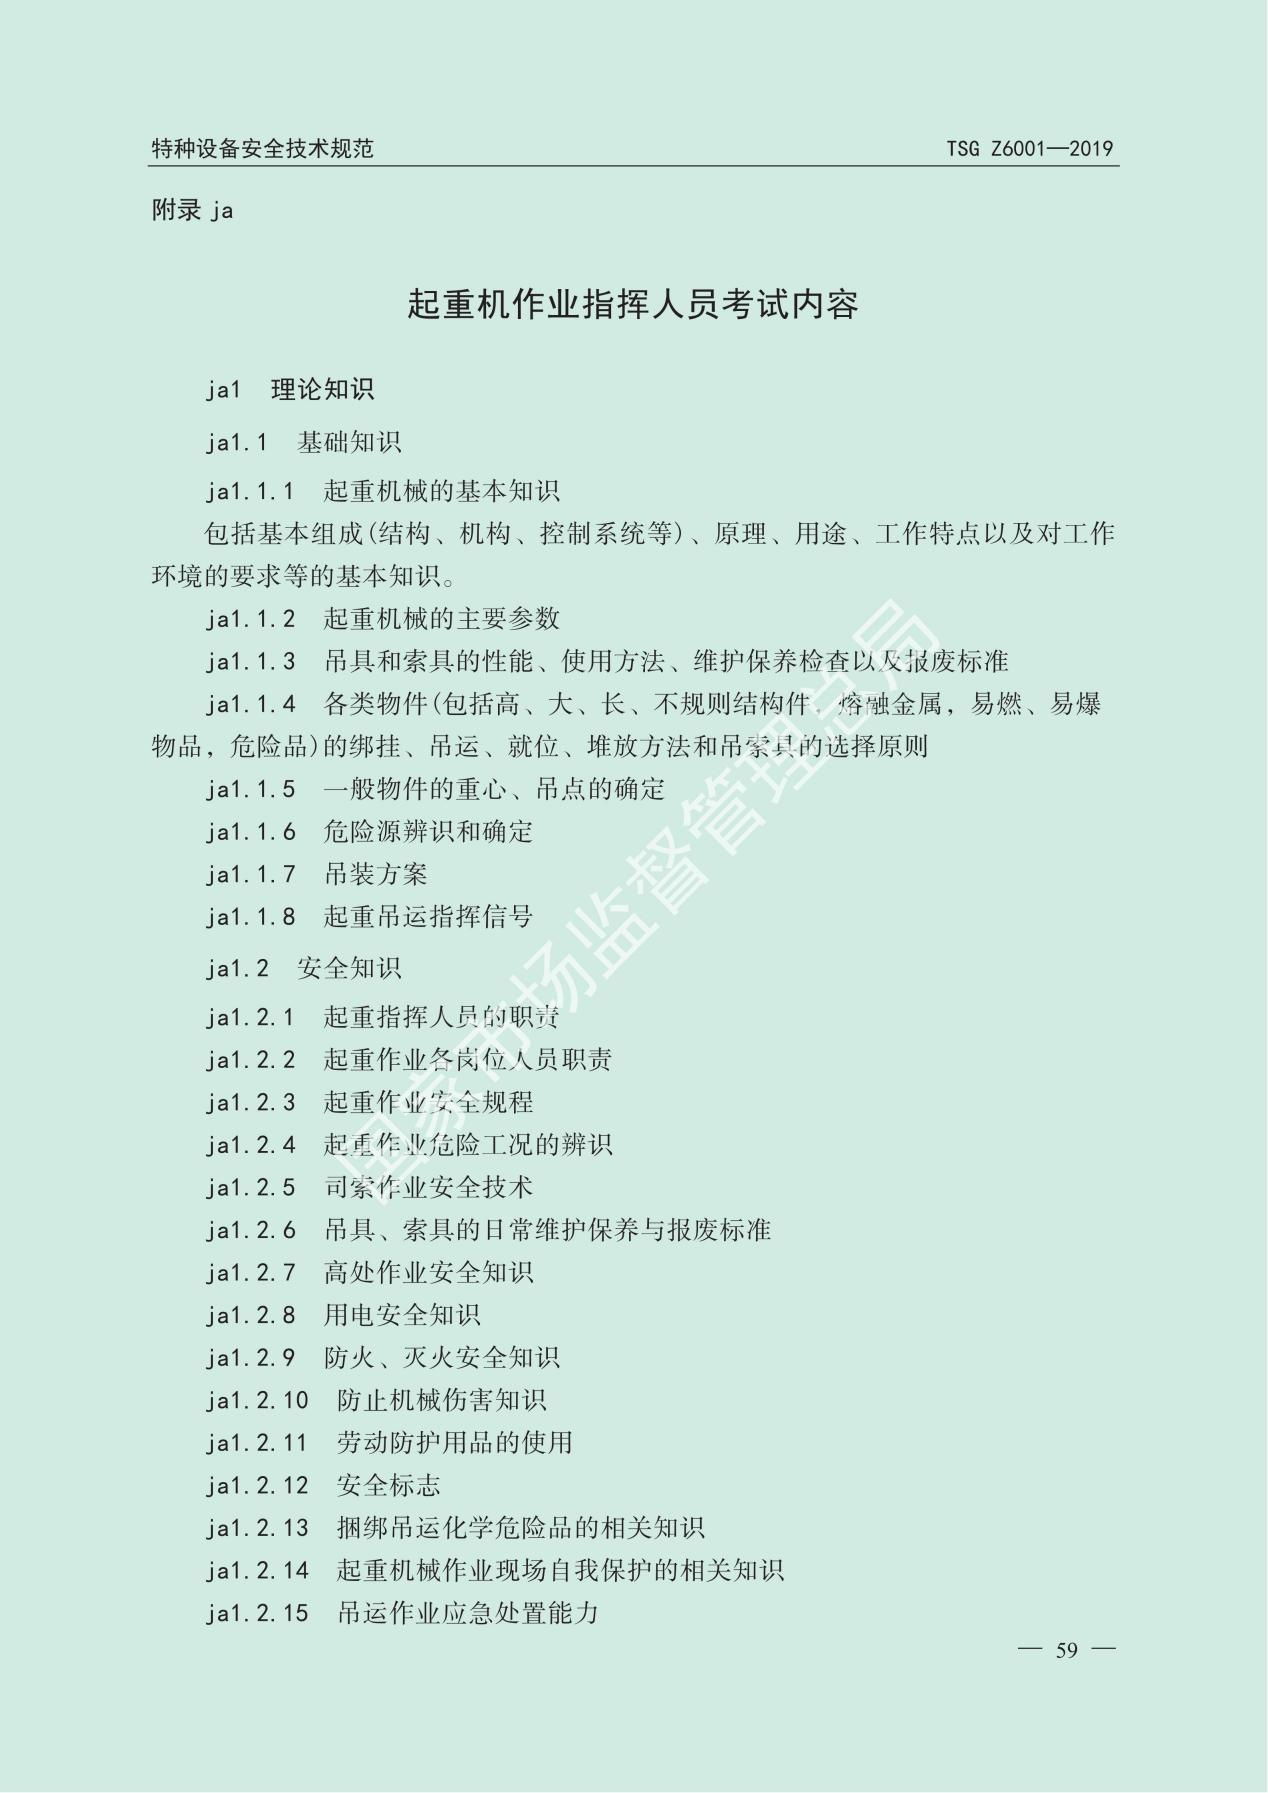 特种设备安全技术规范 TSG Z6001—2019
附录 ja
起重机作业指挥人员考试内容
ja1 理论知识
ja1.1 基础知识
ja1.1.1 起重机械的基本知识
包括基本组成(结构、机构、控制系统等)、原理、用途、工作特点以及对工作
环境的要求等的基本知识。
ja1.1.2 起重机械的主要参数
ja1.1.3 吊具和索具的性能、使用方法、维护保养检查以及报废标准
ja1.1.4 各类物件(包括高、大、长、不规则结构件，熔融金属，易燃、易爆
物品，危险品)的绑挂、吊运、就位、堆放方法和吊索具的选择原则
ja1.1.5 一般物件的重心、吊点的确定
ja1.1.6 危险源辨识和确定
ja1.1.7 吊装方案
ja1.1.8 起重吊运指挥信号
ja1.2 安全知识
ja1.2.1 起重指挥人员的职责
ja1.2.2 起重作业各岗位人员职责
ja1.2.3 起重作业安全规程
ja1.2.4 起重作业危险工况的辨识
ja1.2.5 司索作业安全技术
ja1.2.6 吊具、索具的日常维护保养与报废标准
ja1.2.7 高处作业安全知识
ja1.2.8 用电安全知识
ja1.2.9 防火、灭火安全知识
ja1.2.10 防止机械伤害知识
ja1.2.11 劳动防护用品的使用
ja1.2.12 安全标志
ja1.2.13 捆绑吊运化学危险品的相关知识
ja1.2.14 起重机械作业现场自我保护的相关知识
ja1.2.15 吊运作业应急处置能力
— 59 —
国家市场监督管理总局